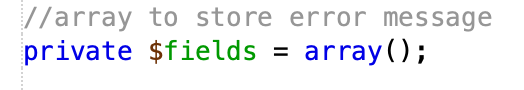 //array to store error message
private $fields = array();